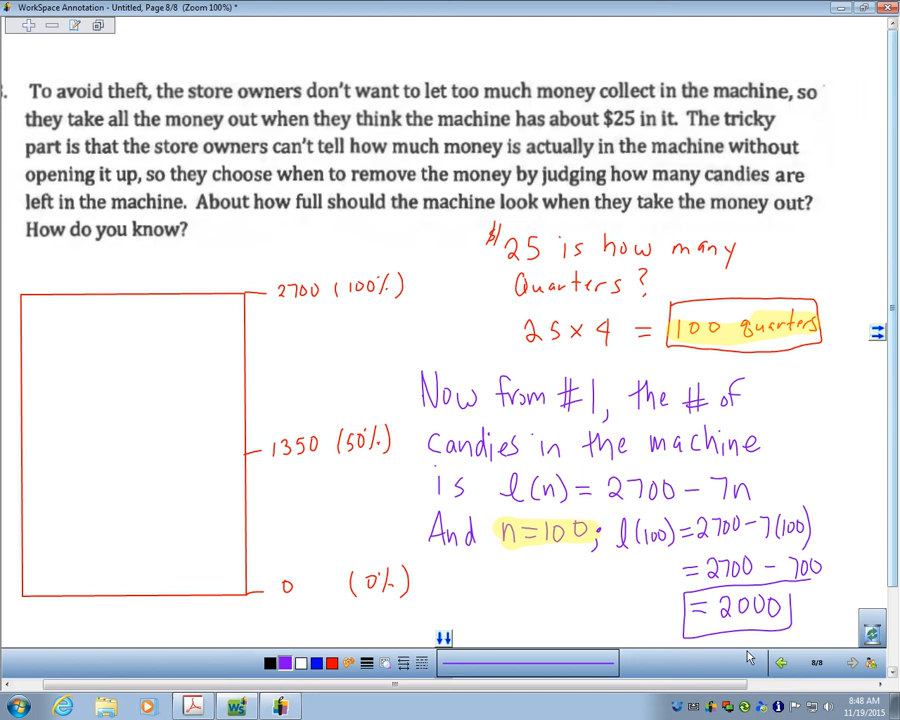 WorkSpace Annotation - Untitled, Page 8/8 (Zoom 100%) *
. To avoid theft, the store owners don't want to let too much money collect in the machine, so
they take all the money out when they think the machine has about $25 in it. The tricky
part is that the store owners can't tell how much money is actually in the machine without
opening it up, so they choose when to remove the money by judging how many candies are
left in the machine. About how full should the machine look when they take the money out?
How do you know?
$25 is how many
Quarters?
25 × 4 = 100 quarters
2700 (100%)
1350 (50%)
0 (0%)
Now from #1, the # of
candies in the machine
is l(n) = 2700 - 7n
And n=100; l(100) = 2700 - 7(100)
= 2700 - 700
= 2000
8/8
8:48 AM
11/19/2015